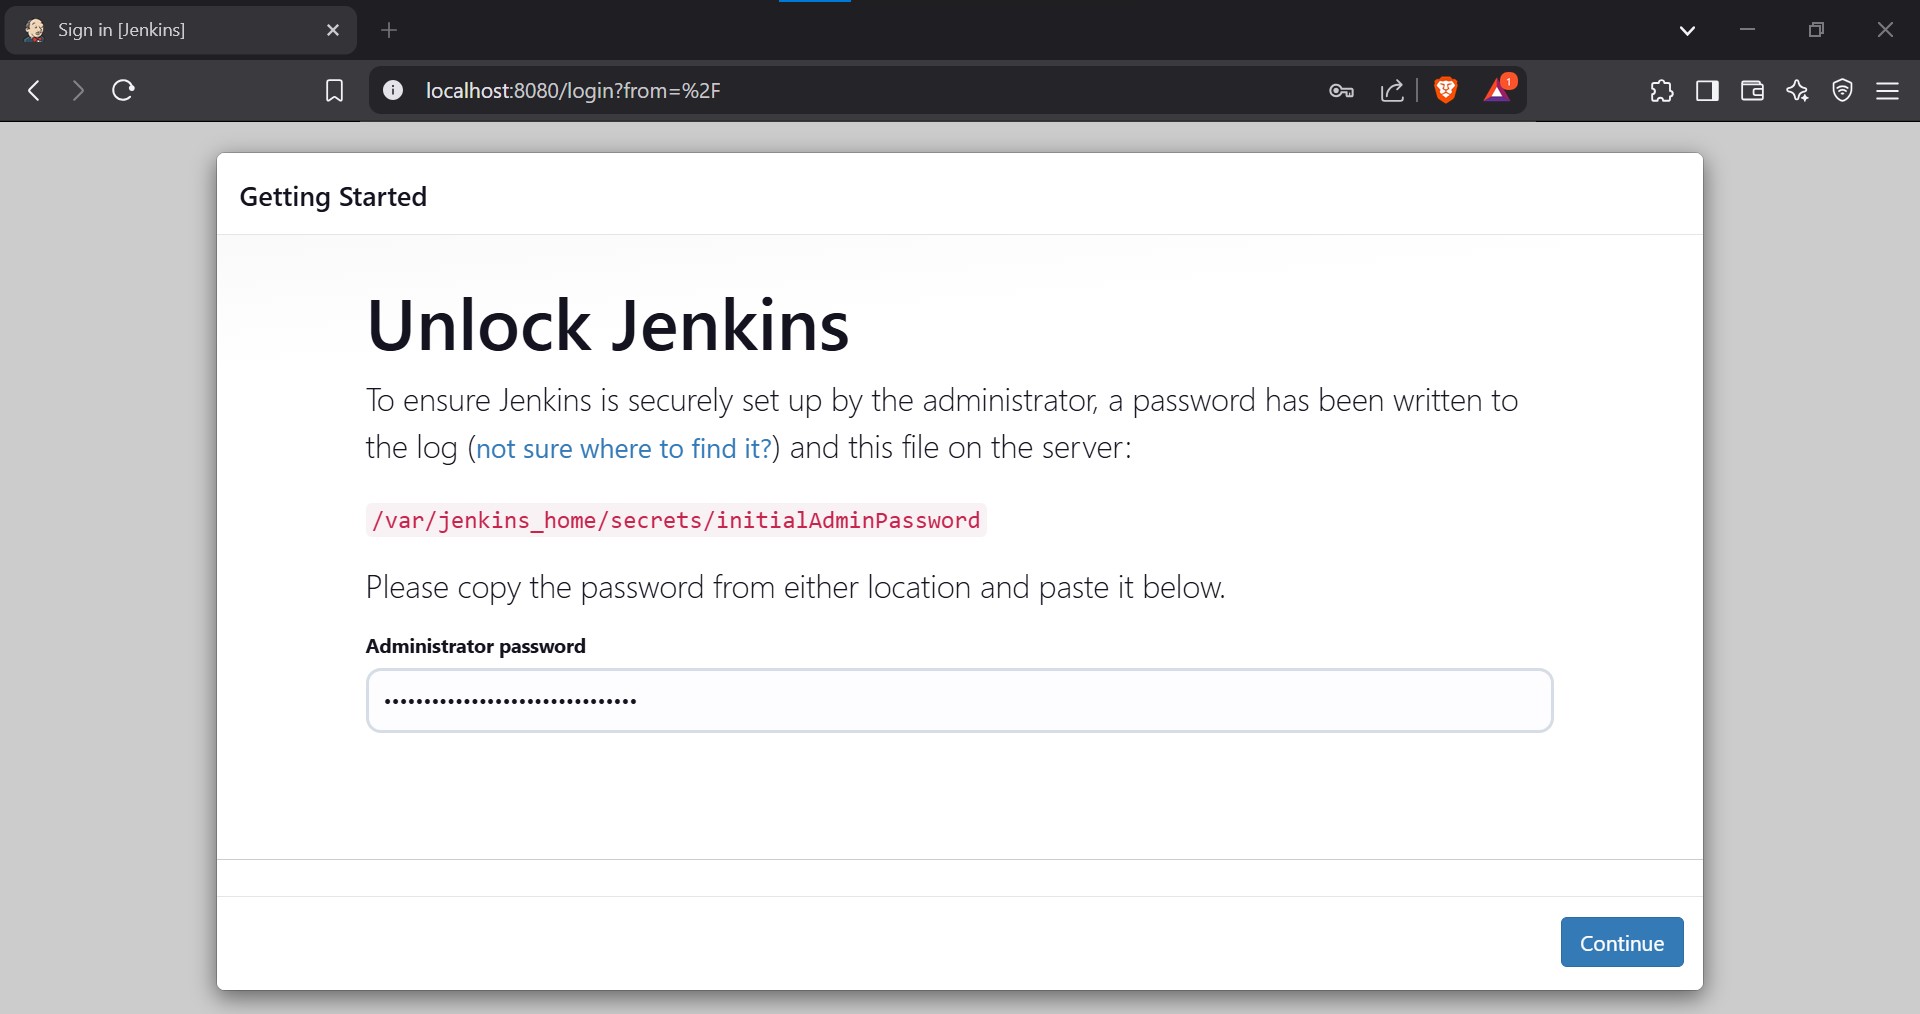 Sign in [Jenkins]
localhost:8080/login?from=%2F
1
Getting Started
Unlock Jenkins
To ensure Jenkins is securely set up by the administrator, a password has been written to
the log (not sure where to find it?) and this file on the server:
/var/jenkins_home/secrets/initialAdminPassword
Please copy the password from either location and paste it below.
Administrator password
••••••••••••••••••••••••••••••••
Continue